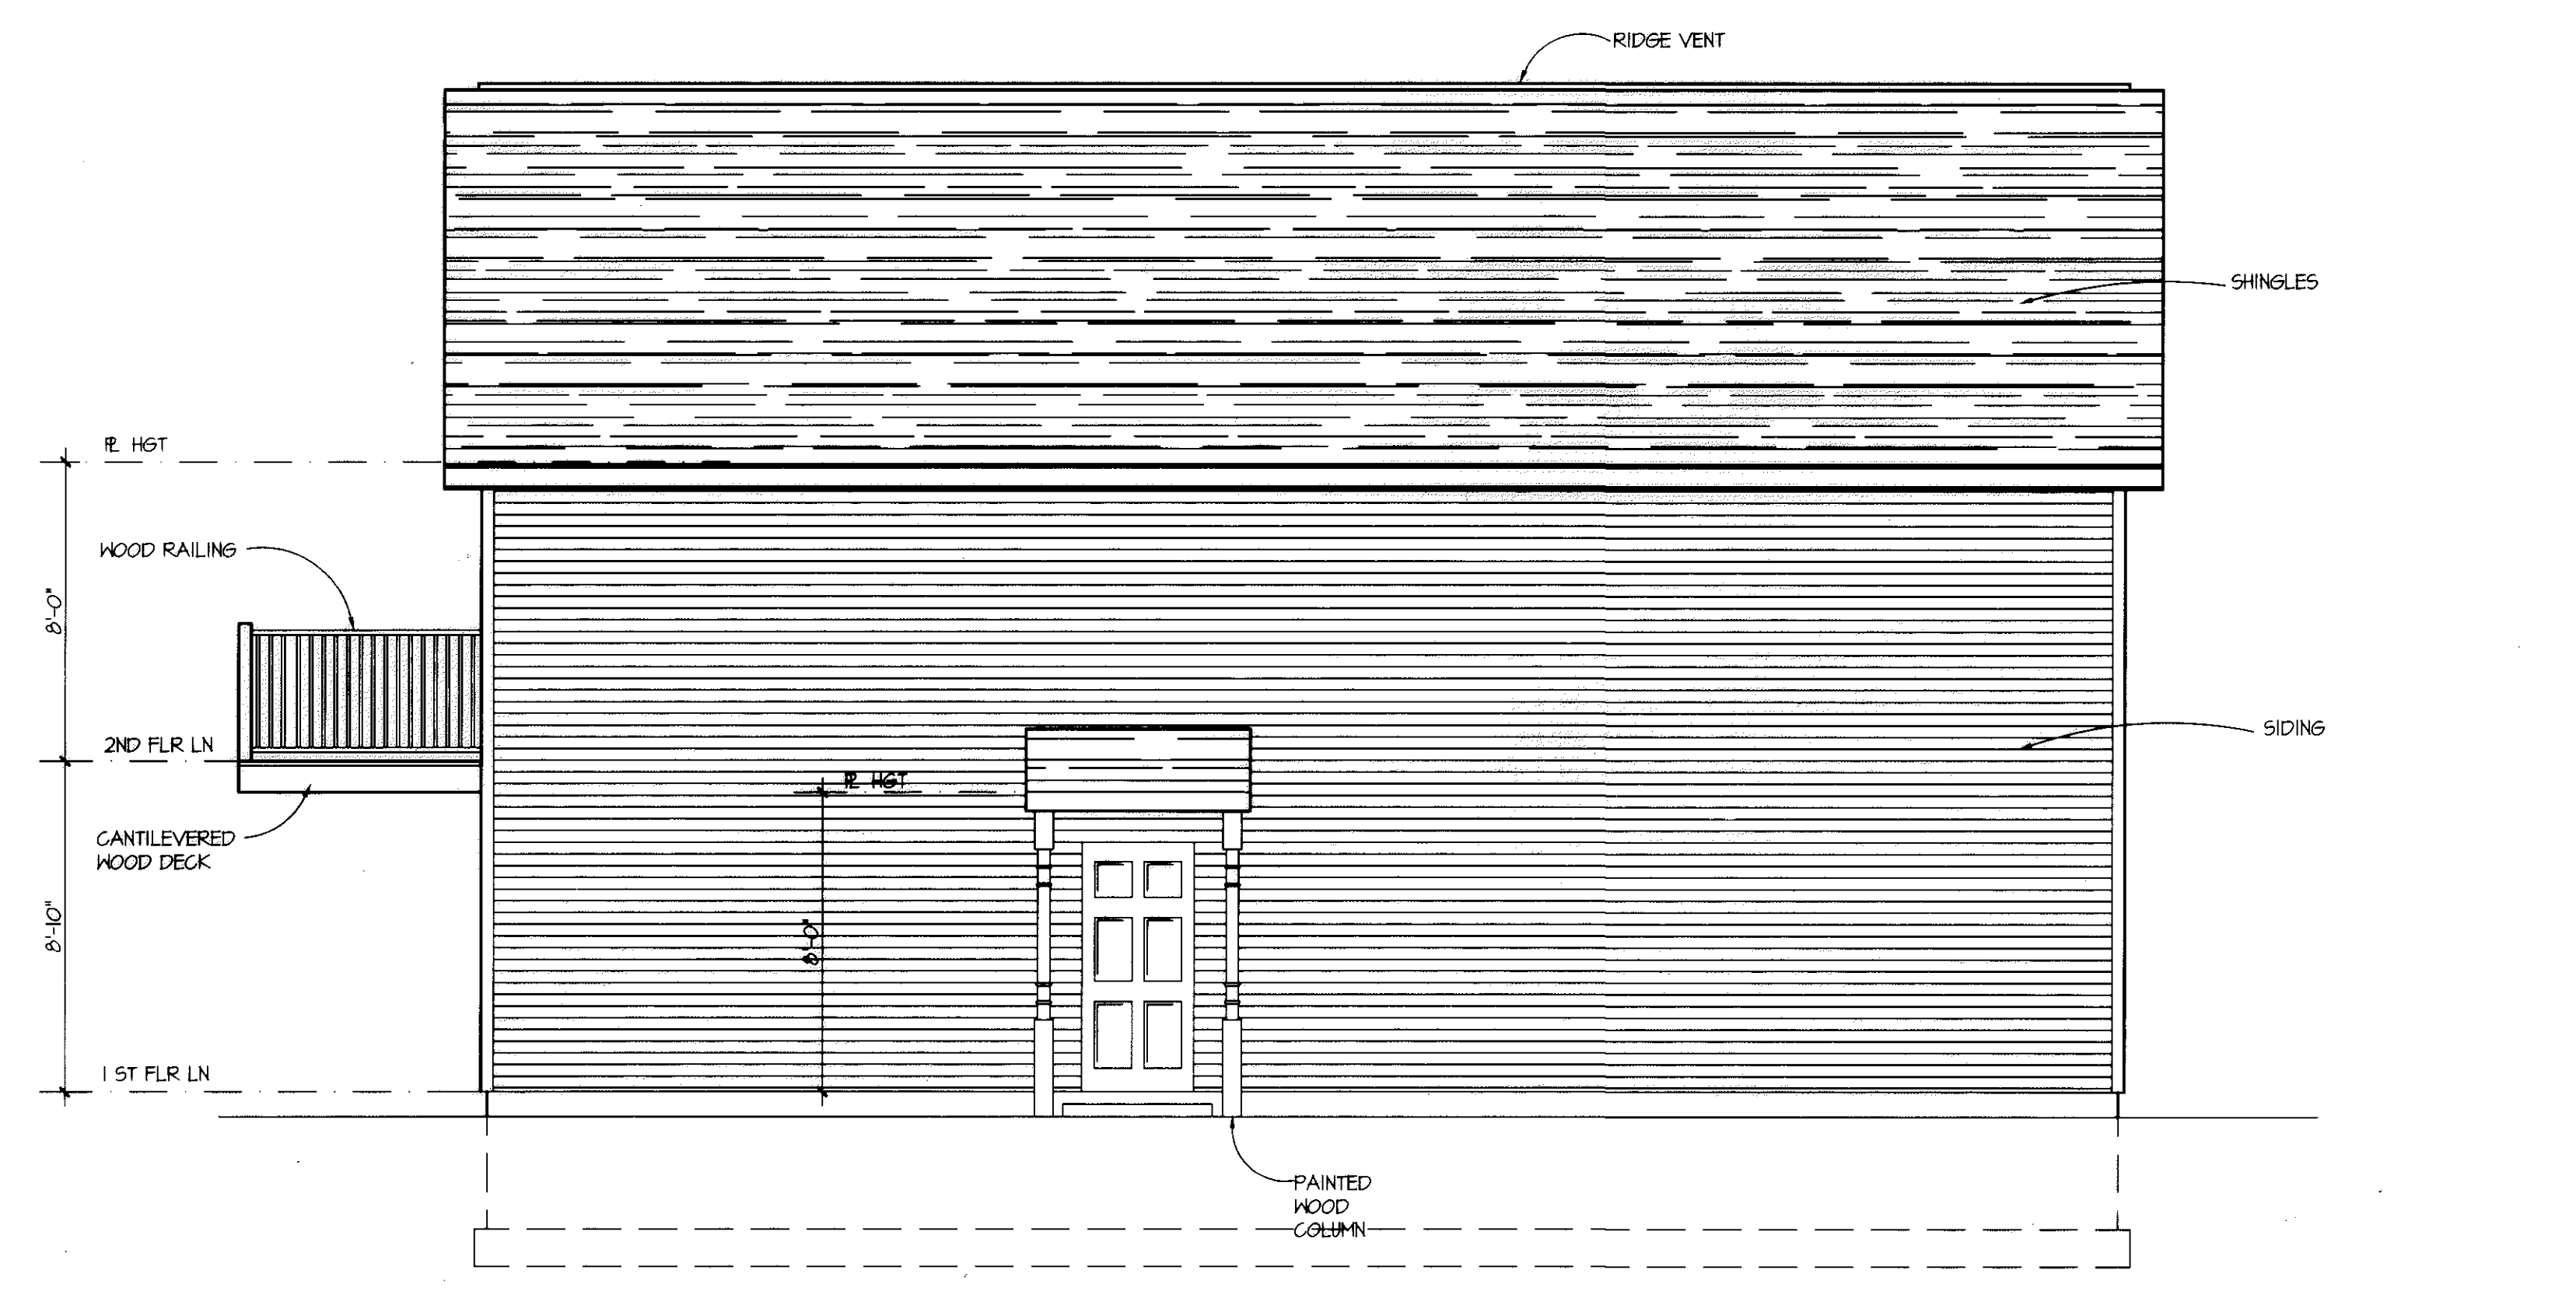 RIDGE VENT
SHINGLES
PL HGT
WOOD RAILING
8'-0"
2ND FLR LN
SIDING
PL HGT
CANTILEVERED
WOOD DECK
8'-10"
8'-0"
1 ST FLR LN
PAINTED
WOOD
COLUMN